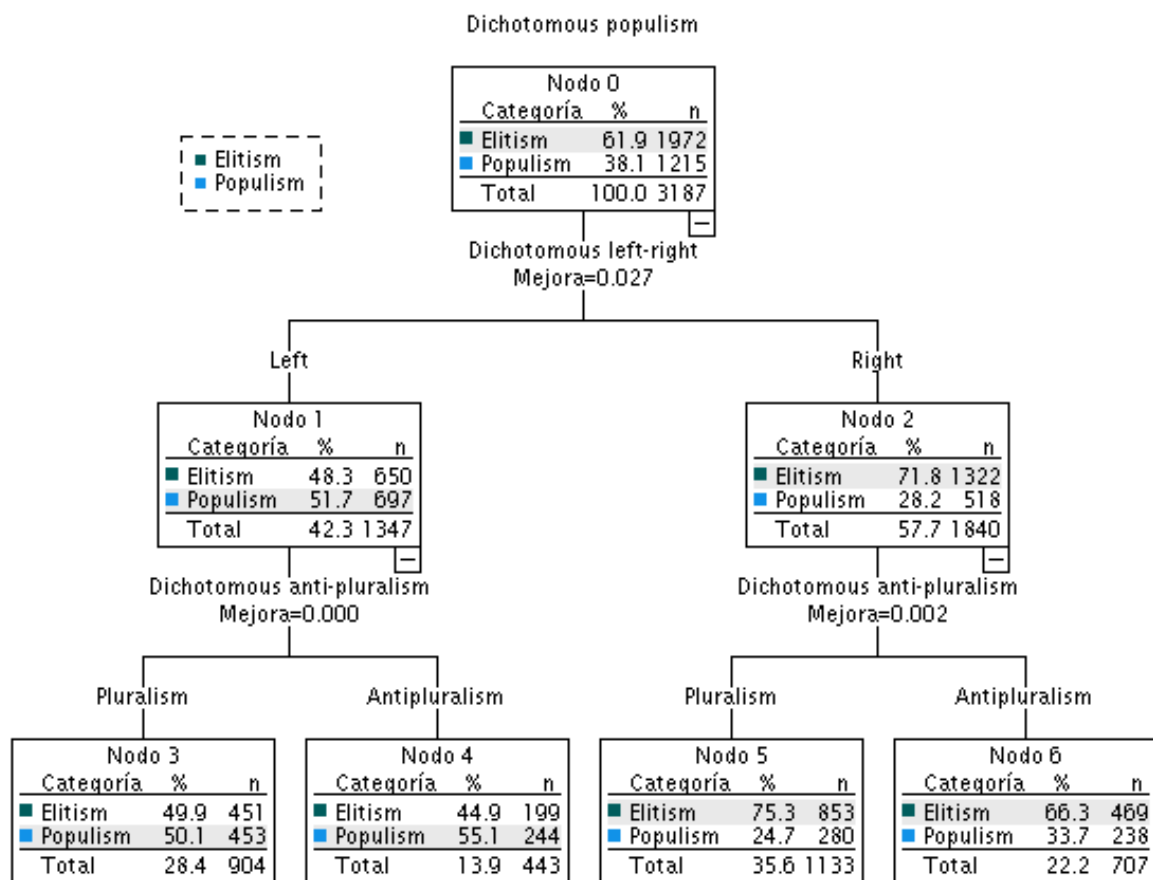 Dichotomous populism
Nodo 0
Categoría % n
Elitism 61.9 1972
Populism 38.1 1215
Total 100.0 3187
Elitism
Populism
Dichotomous left-right
Mejora=0.027
Left
Right
Nodo 1
Categoría % n
Elitism 48.3 650
Populism 51.7 697
Total 42.3 1347
Nodo 2
Categoría % n
Elitism 71.8 1322
Populism 28.2 518
Total 57.7 1840
Dichotomous anti-pluralism
Mejora=0.000
Dichotomous anti-pluralism
Mejora=0.002
Pluralism
Antipluralism
Pluralism
Antipluralism
Nodo 3
Categoría % n
Elitism 49.9 451
Populism 50.1 453
Total 28.4 904
Nodo 4
Categoría % n
Elitism 44.9 199
Populism 55.1 244
Total 13.9 443
Nodo 5
Categoría % n
Elitism 75.3 853
Populism 24.7 280
Total 35.6 1133
Nodo 6
Categoría % n
Elitism 66.3 469
Populism 33.7 238
Total 22.2 707